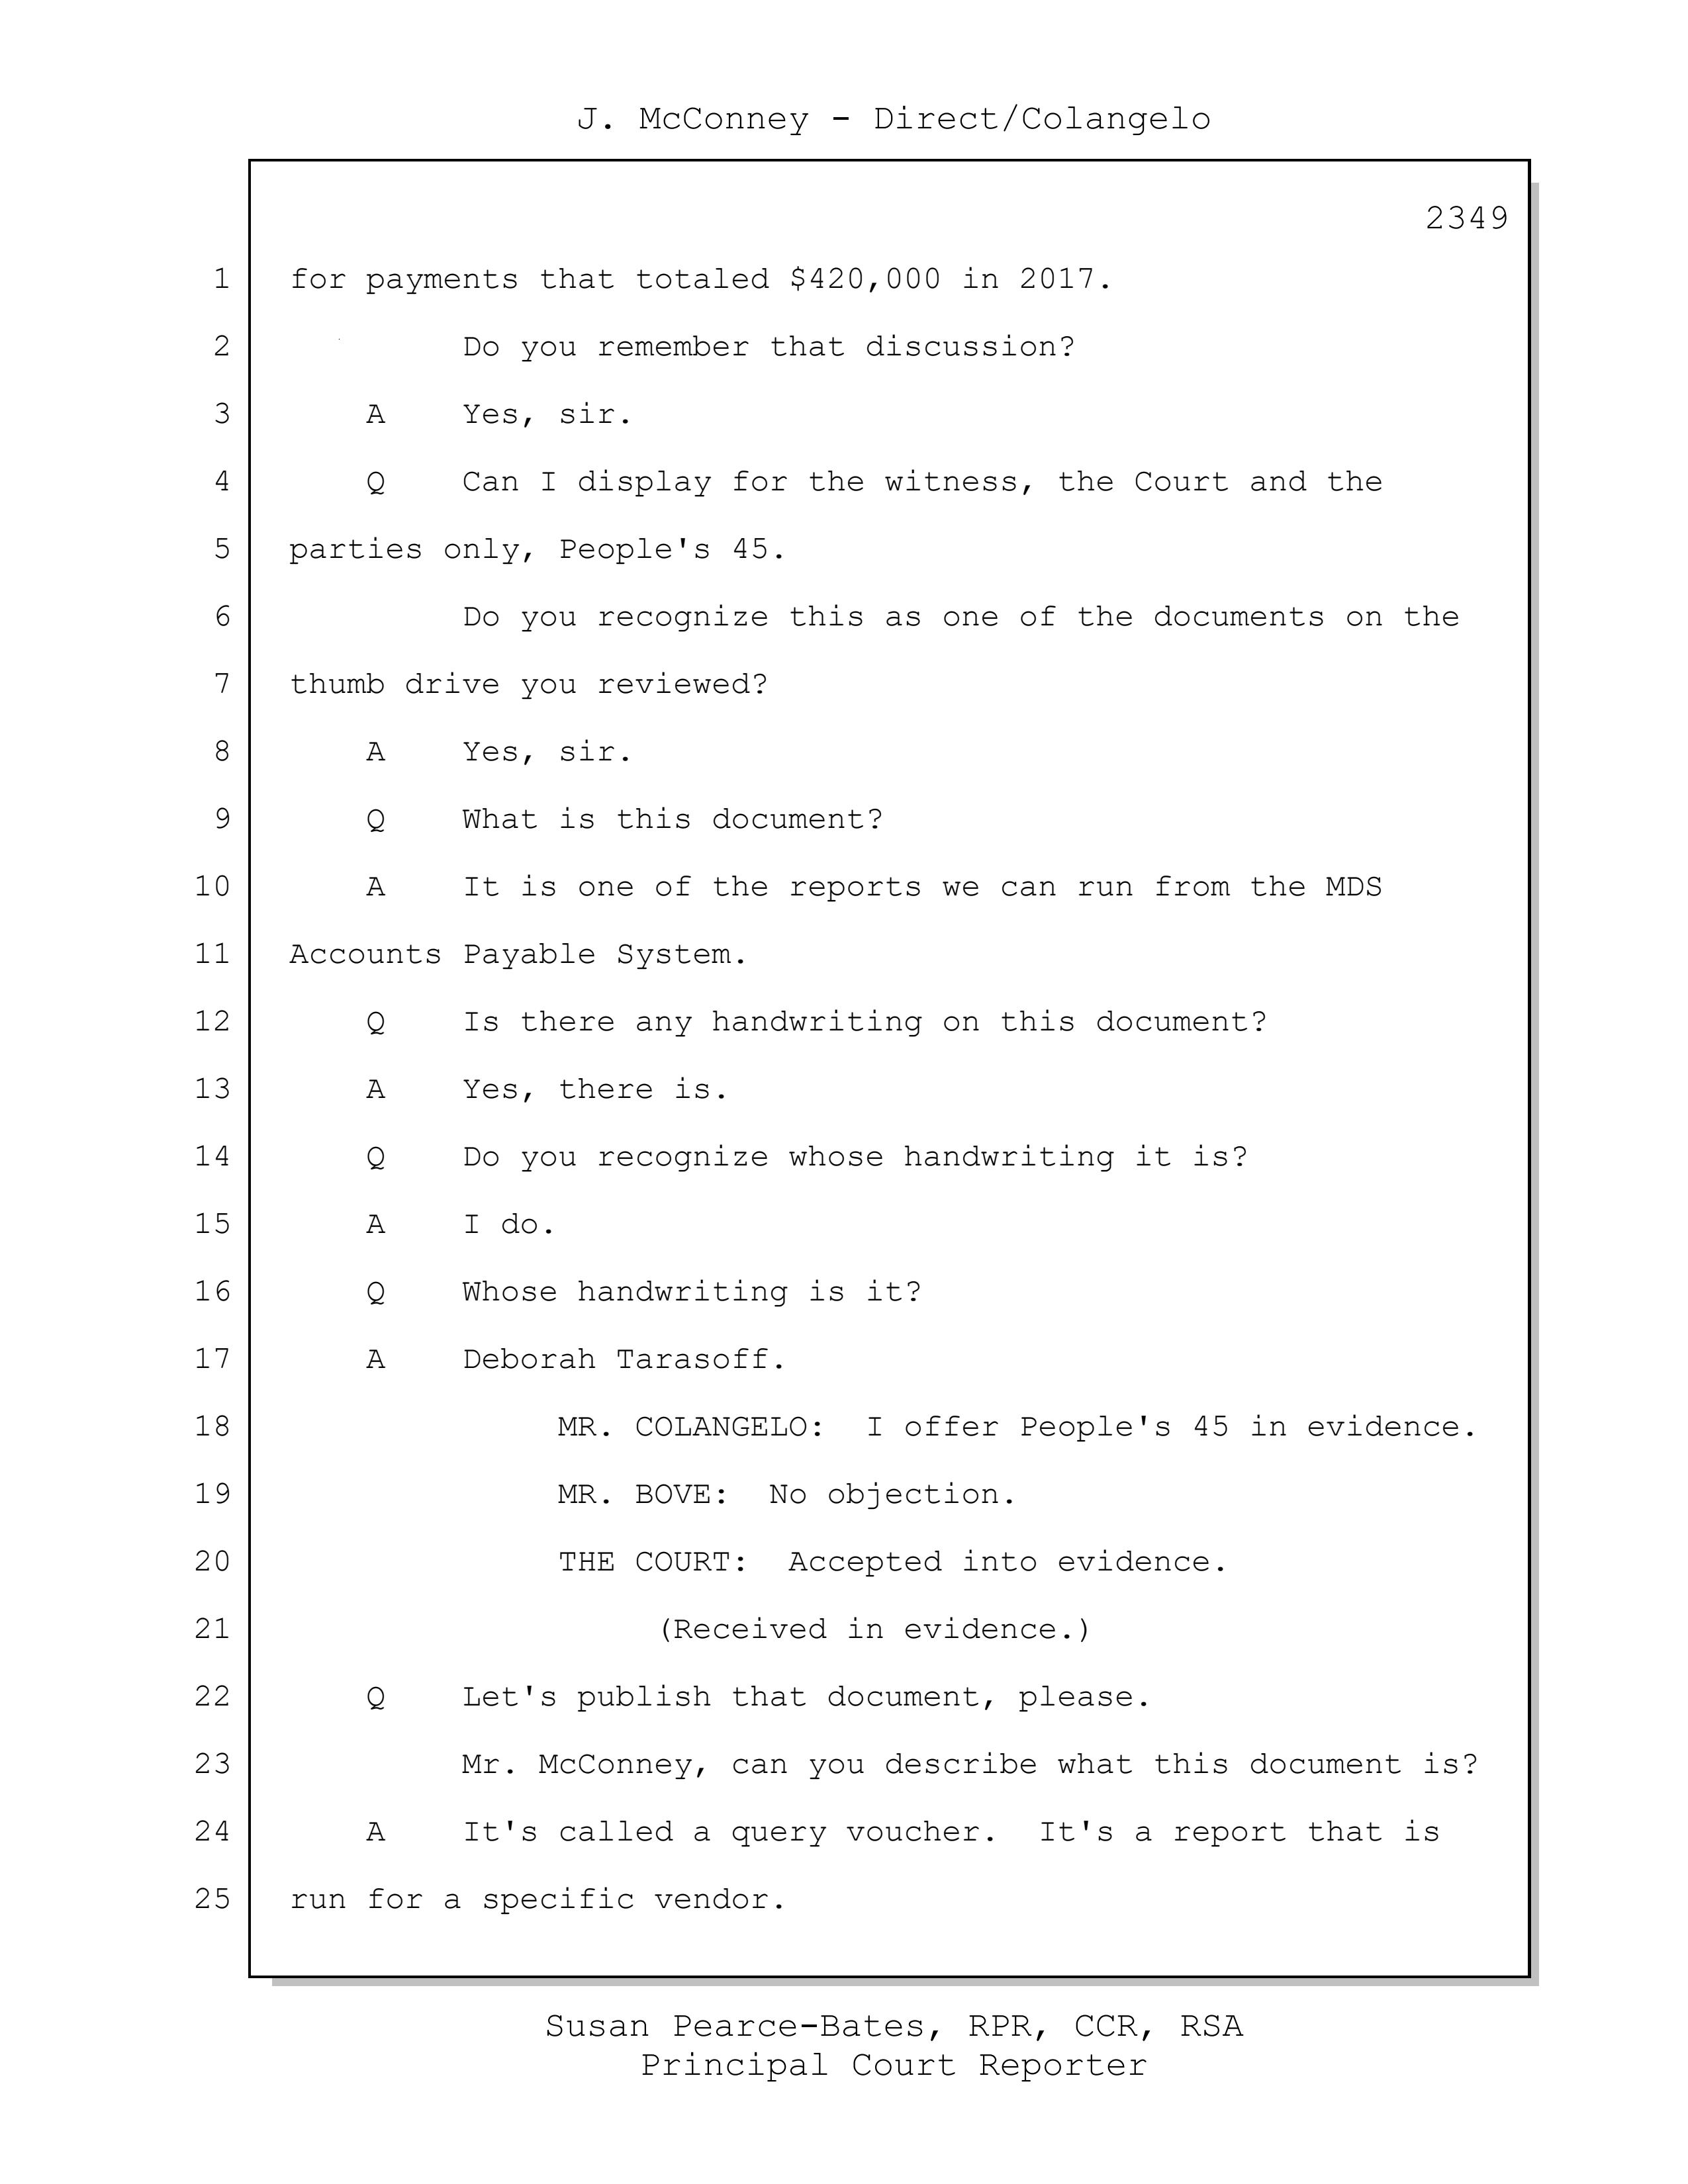 J. McConney - Direct/Colangelo
2349
1 for payments that totaled $420,000 in 2017.
2 Do you remember that discussion?
3 A Yes, sir.
4 Q Can I display for the witness, the Court and the
5 parties only, People's 45.
6 Do you recognize this as one of the documents on the
7 thumb drive you reviewed?
8 A Yes, sir.
9 Q What is this document?
10 A It is one of the reports we can run from the MDS
11 Accounts Payable System.
12 Q Is there any handwriting on this document?
13 A Yes, there is.
14 Q Do you recognize whose handwriting it is?
15 A I do.
16 Q Whose handwriting is it?
17 A Deborah Tarasoff.
18 MR. COLANGELO: I offer People's 45 in evidence.
19 MR. BOVE: No objection.
20 THE COURT: Accepted into evidence.
21 (Received in evidence.)
22 Q Let's publish that document, please.
23 Mr. McConney, can you describe what this document is?
24 A It's called a query voucher. It's a report that is
25 run for a specific vendor.
Susan Pearce-Bates, RPR, CCR, RSA
Principal Court Reporter